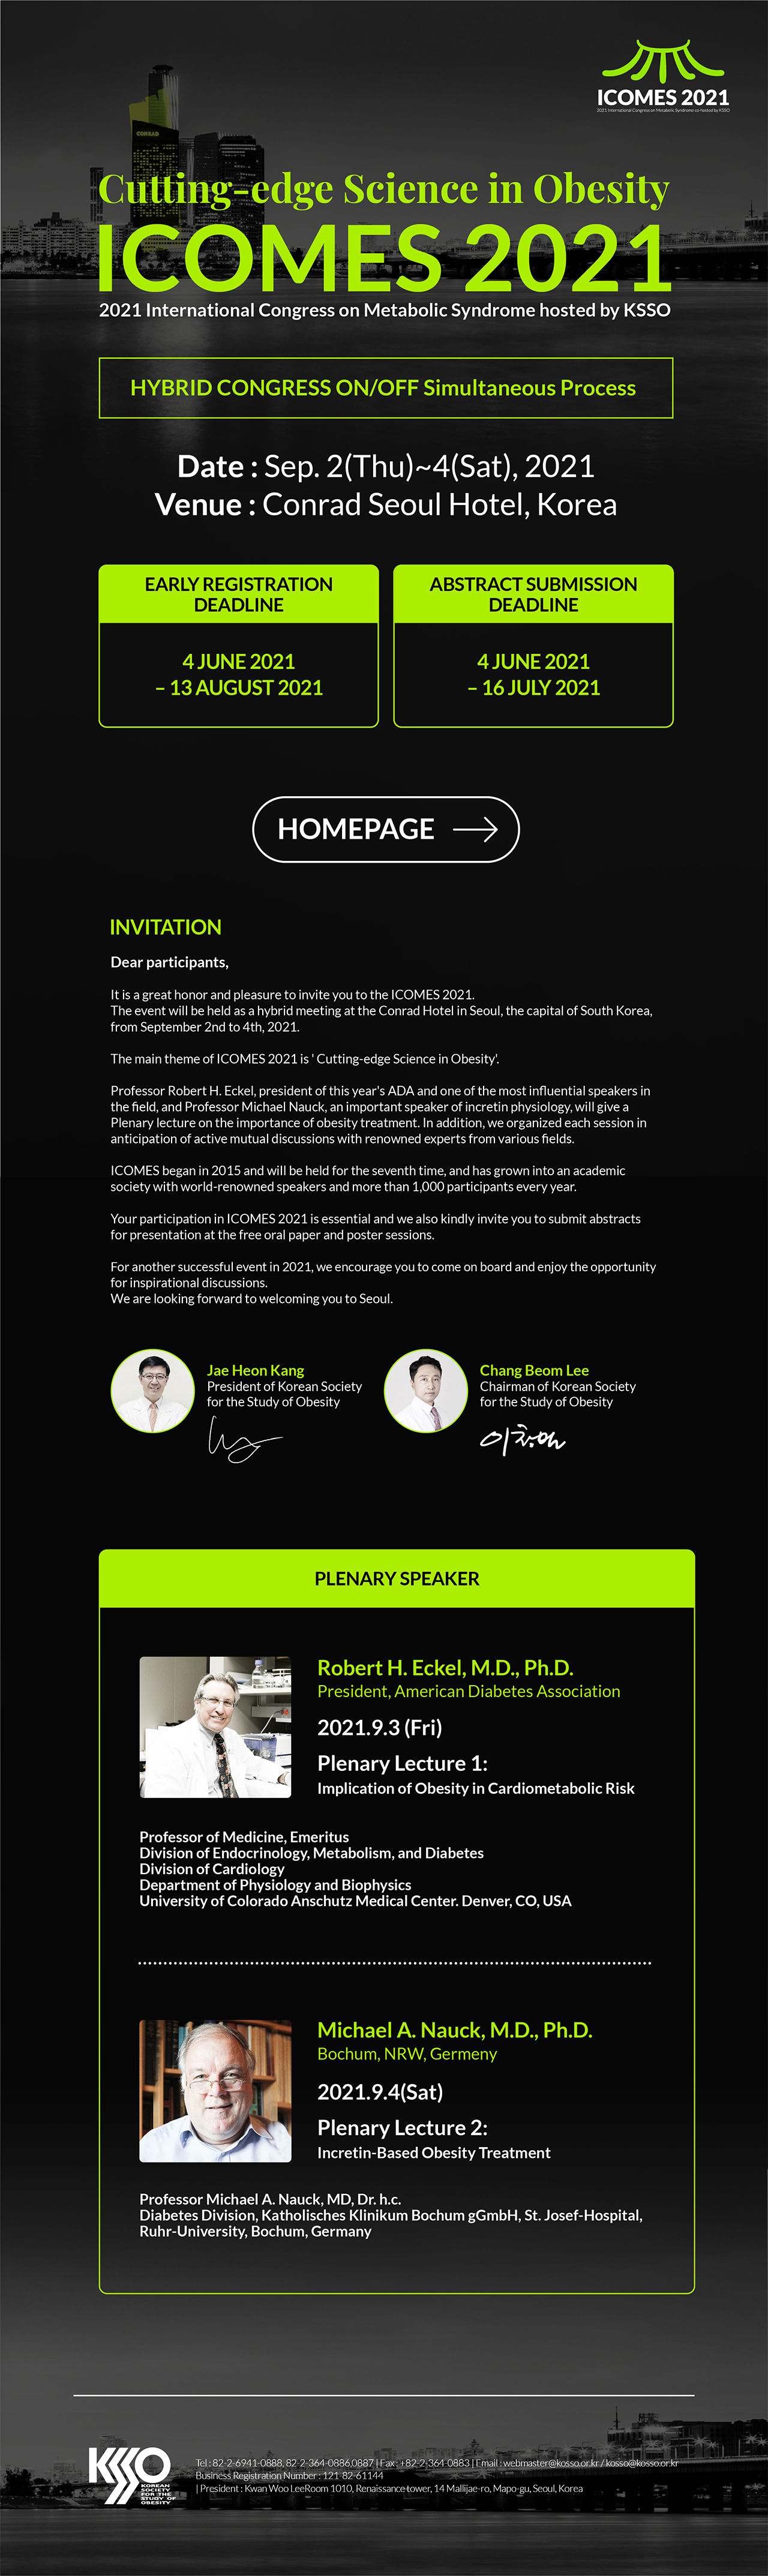 ICOMES 2021
2021 International Congress on Metabolic Syndrome co-hosted by KSSO
CONRAD
Cutting-edge Science in Obesity
ICOMES 2021
2021 International Congress on Metabolic Syndrome hosted by KSSO
HYBRID CONGRESS ON/OFF Simultaneous Process
Date : Sep. 2(Thu)~4(Sat), 2021
Venue : Conrad Seoul Hotel, Korea
EARLY REGISTRATION
DEADLINE
4 JUNE 2021
– 13 AUGUST 2021
ABSTRACT SUBMISSION
DEADLINE
4 JUNE 2021
– 16 JULY 2021
HOMEPAGE
INVITATION
Dear participants,
It is a great honor and pleasure to invite you to the ICOMES 2021.
The event will be held as a hybrid meeting at the Conrad Hotel in Seoul, the capital of South Korea,
from September 2nd to 4th, 2021.
The main theme of ICOMES 2021 is ' Cutting-edge Science in Obesity'.
Professor Robert H. Eckel, president of this year's ADA and one of the most influential speakers in
the field, and Professor Michael Nauck, an important speaker of incretin physiology, will give a
Plenary lecture on the importance of obesity treatment. In addition, we organized each session in
anticipation of active mutual discussions with renowned experts from various fields.
ICOMES began in 2015 and will be held for the seventh time, and has grown into an academic
society with world-renowned speakers and more than 1,000 participants every year.
Your participation in ICOMES 2021 is essential and we also kindly invite you to submit abstracts
for presentation at the free oral paper and poster sessions.
For another successful event in 2021, we encourage you to come on board and enjoy the opportunity
for inspirational discussions.
We are looking forward to welcoming you to Seoul.
Jae Heon Kang
President of Korean Society
for the Study of Obesity
Chang Beom Lee
Chairman of Korean Society
for the Study of Obesity
PLENARY SPEAKER
Robert H. Eckel, M.D., Ph.D.
President, American Diabetes Association
2021.9.3 (Fri)
Plenary Lecture 1:
Implication of Obesity in Cardiometabolic Risk
Professor of Medicine, Emeritus
Division of Endocrinology, Metabolism, and Diabetes
Division of Cardiology
Department of Physiology and Biophysics
University of Colorado Anschutz Medical Center. Denver, CO, USA
Michael A. Nauck, M.D., Ph.D.
Bochum, NRW, Germeny
2021.9.4(Sat)
Plenary Lecture 2:
Incretin-Based Obesity Treatment
Professor Michael A. Nauck, MD, Dr. h.c.
Diabetes Division, Katholisches Klinikum Bochum gGmbH, St. Josef-Hospital,
Ruhr-University, Bochum, Germany
KSSO
KOREAN
SOCIETY
FOR THE
STUDY OF
OBESITY
Tel : 82-2-6941-0888, 82-2-364-0886,0887 | Fax : +82-2-364-0883 | Email : webmaster@kosso.or.kr / kosso@kosso.or.kr
Business Registration Number : 121-82-61144
| President : Kwan Woo LeeRoom 1010, Renaissance tower, 14 Mallijae-ro, Mapo-gu, Seoul, Korea